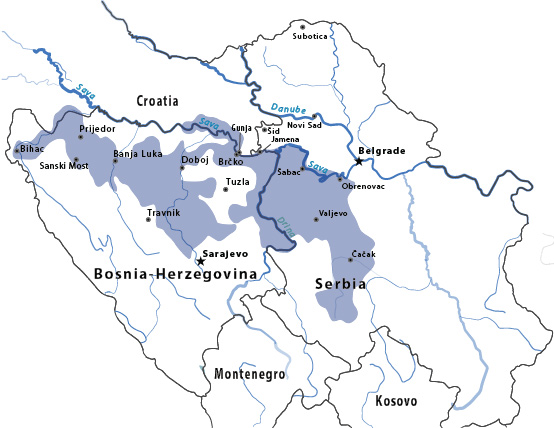 Subotica
Sava
Croatia
Danube
Novi Sad
Sava
Gunja
Šid
Jamena
Prijedor
Bihac
Banja Luka
Sanski Most
Doboj
Brčko
Belgrade
Sabac
Sava
Obrenovac
Tuzla
Travnik
Valjevo
Drina
Sarajevo
Čačak
Bosnia-Herzegovina
Serbia
Montenegro
Kosovo